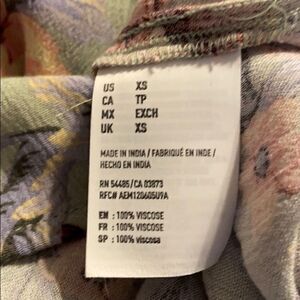 US XS
CA TP
MX EXCH
UK XS
MADE IN INDIA / FABRIQUÉ EN INDE /
HECHO EN INDIA
RN 54485/CA 03873
RFC# AEM120605U9A
EN : 100% VISCOSE
FR : 100% VISCOSE
SP : 100% viscosa